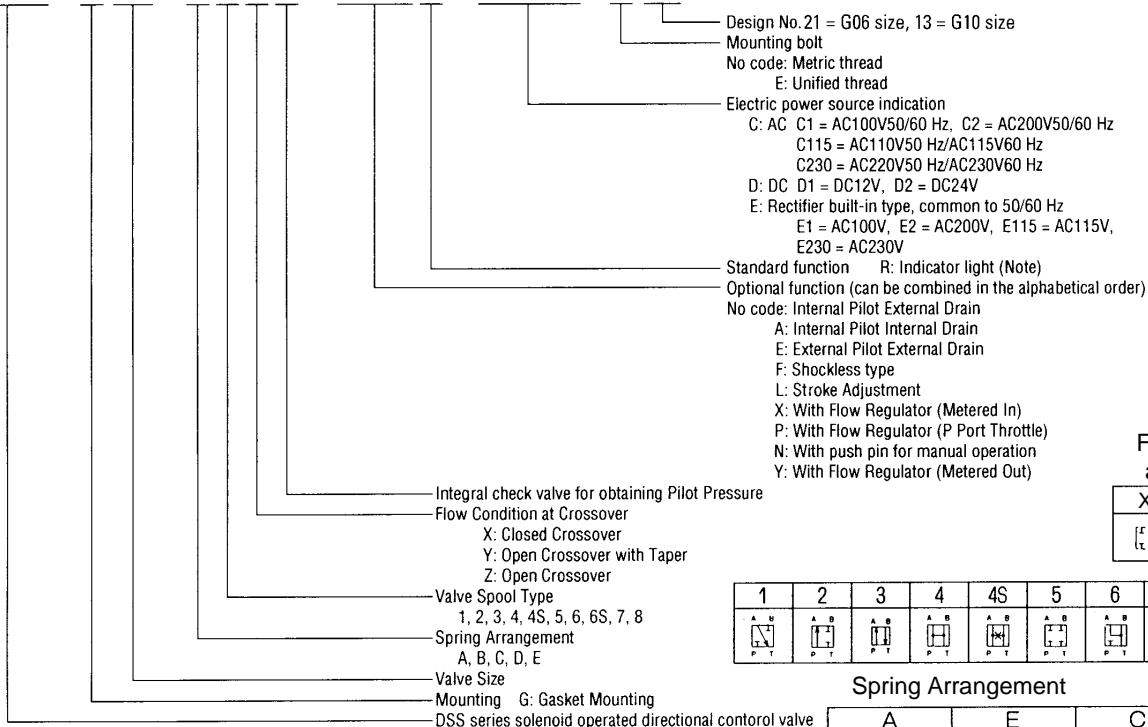 Design No. 21 = G06 size, 13 = G10 size
Mounting bolt
No code: Metric thread
E: Unified thread
Electric power source indication
C: AC C1 = AC100V50/60 Hz, C2 = AC200V50/60 Hz
C115 = AC110V50 Hz/AC115V60 Hz
C230 = AC220V50 Hz/AC230V60 Hz
D: DC D1 = DC12V, D2 = DC24V
E: Rectifier built-in type, common to 50/60 Hz
E1 = AC100V, E2 = AC200V, E115 = AC115V,
E230 = AC230V
Standard function R: Indicator light (Note)
Optional function (can be combined in the alphabetical order)
No code: Internal Pilot External Drain
A: Internal Pilot Internal Drain
E: External Pilot External Drain
F: Shockless type
L: Stroke Adjustment
X: With Flow Regulator (Metered In)
P: With Flow Regulator (P Port Throttle)
N: With push pin for manual operation
Y: With Flow Regulator (Metered Out)
Integral check valve for obtaining Pilot Pressure
Flow Condition at Crossover
X: Closed Crossover
Y: Open Crossover with Taper
Z: Open Crossover
Valve Spool Type
1, 2, 3, 4, 4S, 5, 6, 6S, 7, 8
Spring Arrangement
A, B, C, D, E
Valve Size
Mounting G: Gasket Mounting
DSS series solenoid operated directional contorol valve
F
X
1 2 3 4 4S 5 6
A B A B A B A B A B A B A B
P T P T P T P T P T P T P T
Spring Arrangement
A E C